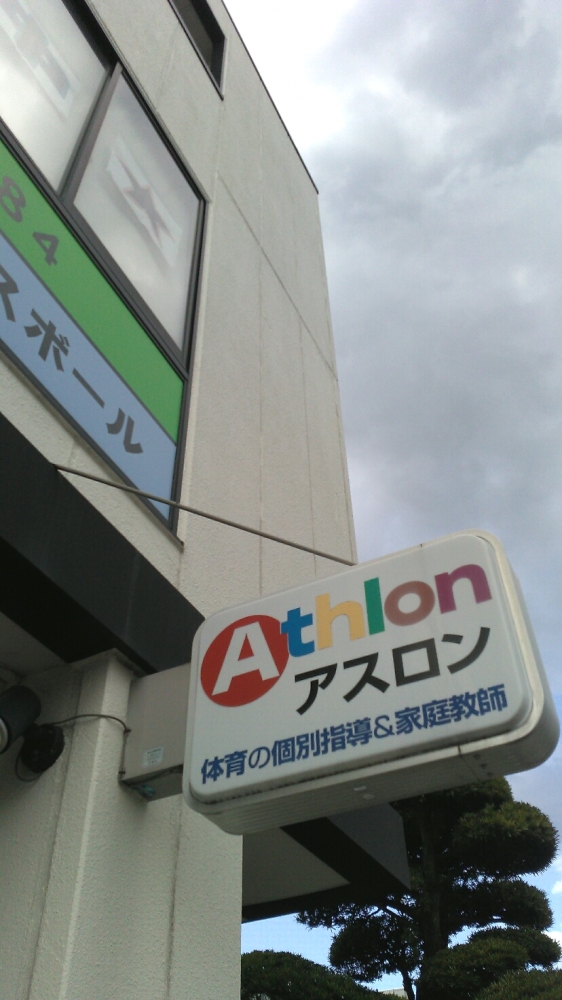 84
スボール
Athlon
アスロン
体育の個別指導&家庭教師